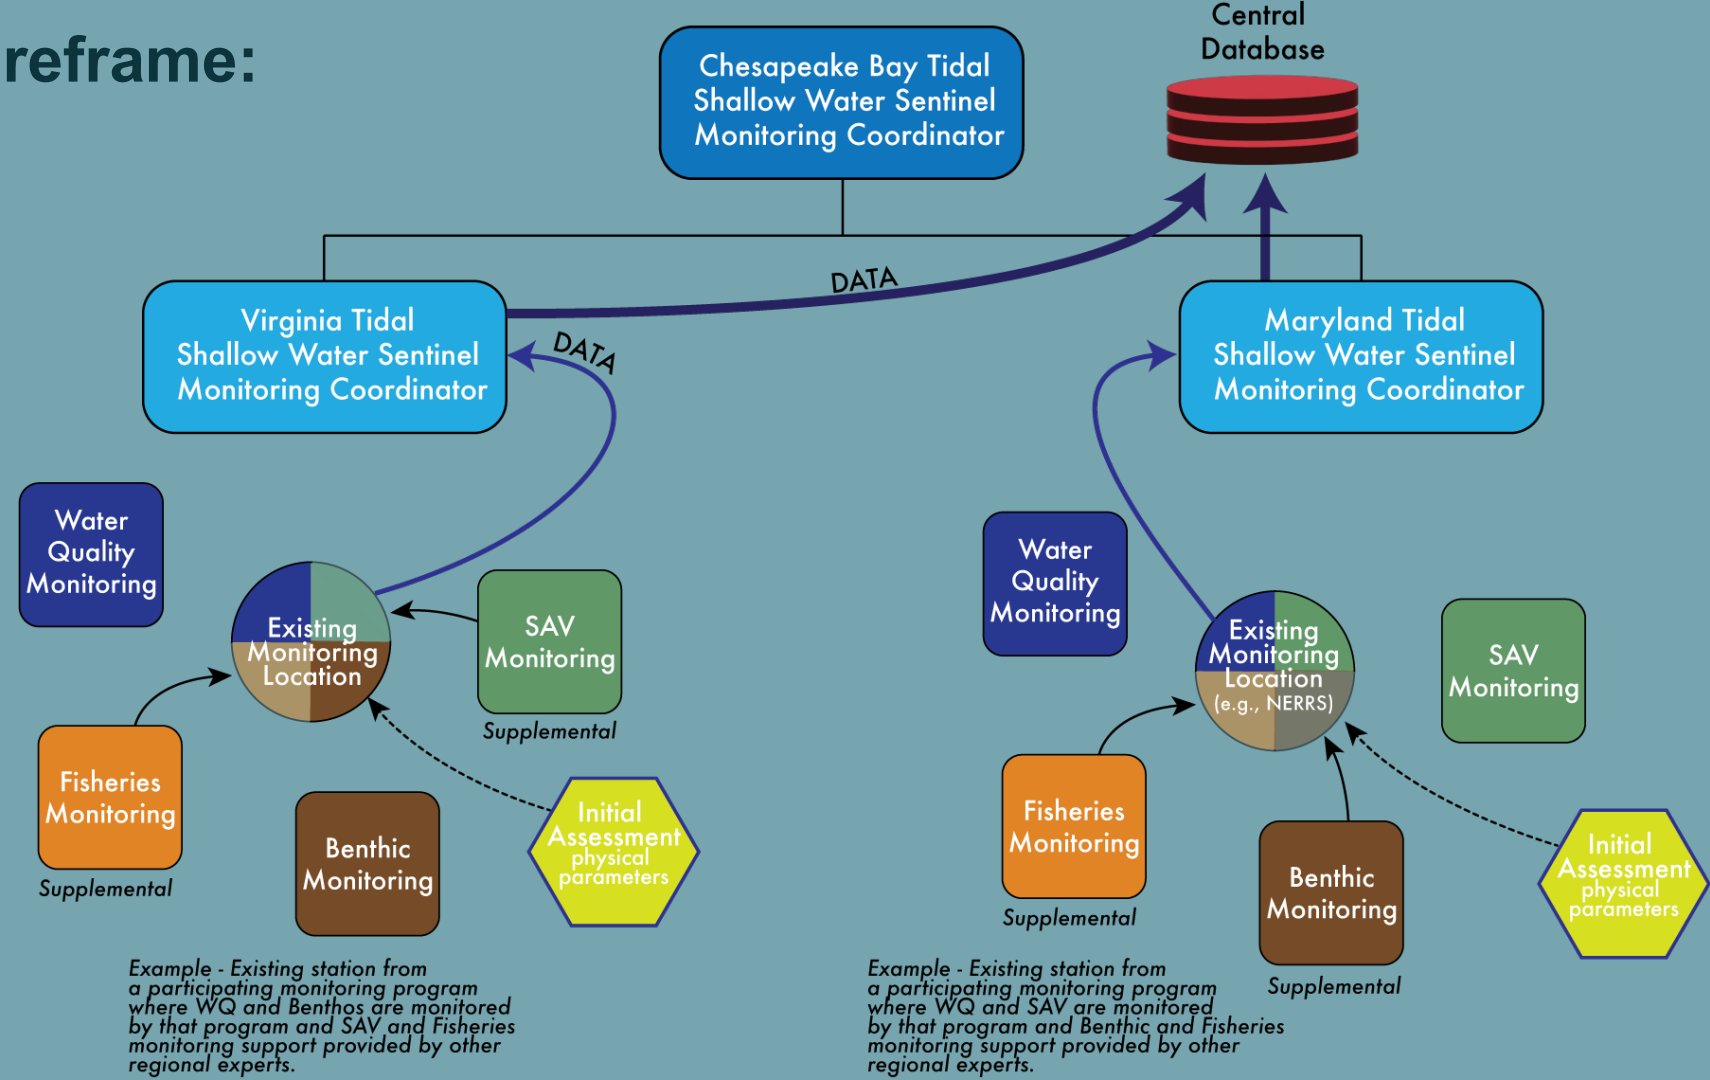 reframe:
Central
Database
Chesapeake Bay Tidal
Shallow Water Sentinel
Monitoring Coordinator
DATA
Virginia Tidal
Shallow Water Sentinel
Monitoring Coordinator
DATA
Maryland Tidal
Shallow Water Sentinel
Monitoring Coordinator
Water
Quality
Monitoring
Existing
Monitoring
Location
SAV
Monitoring
Supplemental
Fisheries
Monitoring
Supplemental
Benthic
Monitoring
Initial
Assessment
physical
parameters
Example - Existing station from
a participating monitoring program
where WQ and Benthos are monitored
by that program and SAV and Fisheries
monitoring support provided by other
regional experts.
Water
Quality
Monitoring
Existing
Monitoring
Location
(e.g., NERRS)
SAV
Monitoring
Fisheries
Monitoring
Supplemental
Benthic
Monitoring
Supplemental
Initial
Assessment
physical
parameters
Example - Existing station from
a participating monitoring program
where WQ and SAV are monitored
by that program and Benthic and Fisheries
monitoring support provided by other
regional experts.